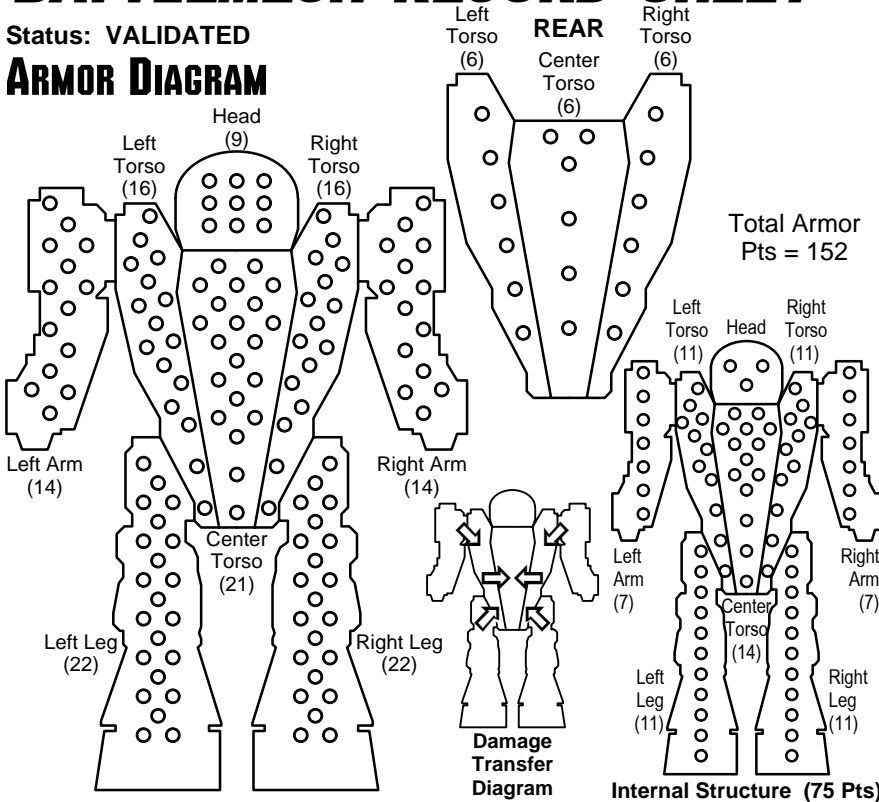 BATTLEMECH RECORD SHEET
Status: VALIDATED
ARMOR DIAGRAM
Head
(9)
Left
Torso
(16)
Right
Torso
(16)
Left Arm
(14)
Right Arm
(14)
Center
Torso
(21)
Left Leg
(22)
Right Leg
(22)
REAR
Left
Torso
(6)
Center
Torso
(6)
Right
Torso
(6)
Total Armor
Pts = 152
Damage
Transfer
Diagram
Left
Torso
(11)
Head
Right
Torso
(11)
Left
Arm
(7)
Right
Arm
(7)
Center
Torso
(14)
Left
Leg
(11)
Right
Leg
(11)
Internal Structure (75 Pts)